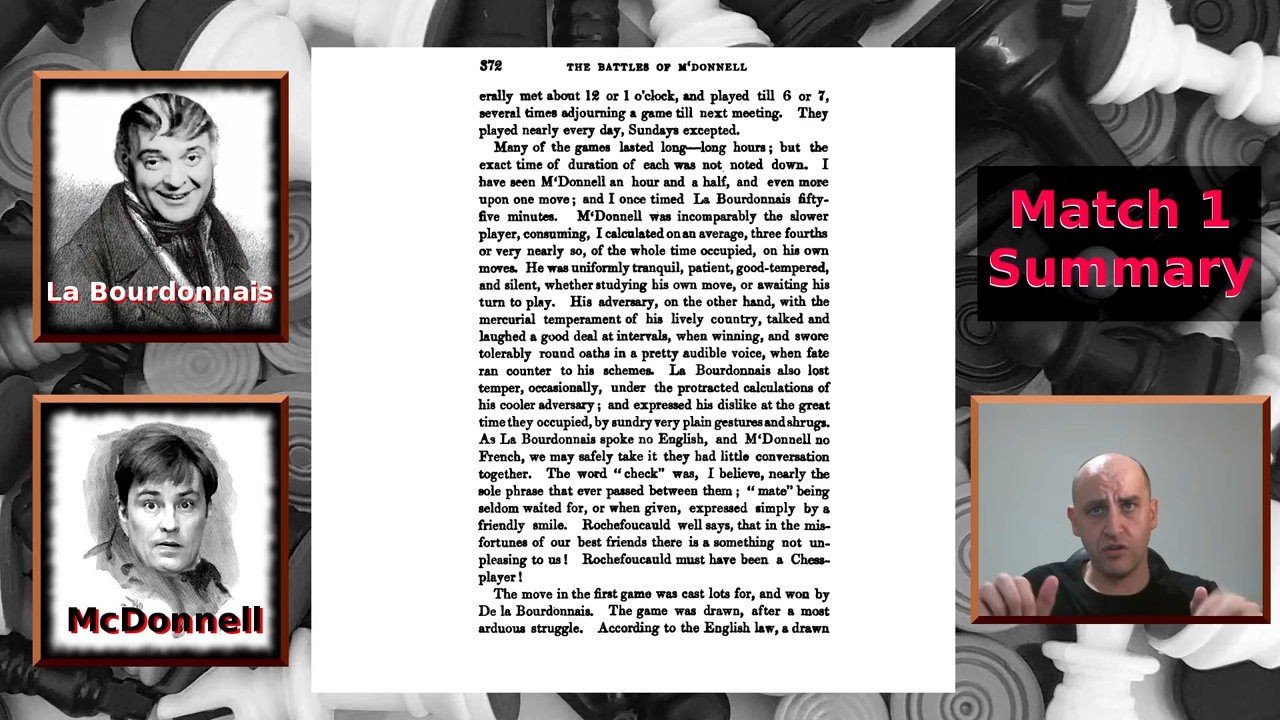 La Bourdonnais
McDonnell
372 THE BATTLES OF M‘DONNELL
erally met about 12 or 1 o'clock, and played till 6 or 7,
several times adjourning a game till next meeting. They
played nearly every day, Sundays excepted.
Many of the games lasted long—long hours; but the
exact time of duration of each was not noted down. I
have seen M‘Donnell an hour and a half, and even more
upon one move; and I once timed La Bourdonnais fifty-
five minutes. M‘Donnell was incomparably the slower
player, consuming, I calculated on an average, three fourths
or very nearly so, of the whole time occupied, on his own
moves. He was uniformly tranquil, patient, good-tempered,
and silent, whether studying his own move, or awaiting his
turn to play. His adversary, on the other hand, with the
mercurial temperament of his lively country, talked and
laughed a good deal at intervals, when winning, and swore
tolerably round oaths in a pretty audible voice, when fate
ran counter to his schemes. La Bourdonnais also lost
temper, occasionally, under the protracted calculations of
his cooler adversary; and expressed his dislike at the great
time they occupied, by sundry very plain gestures and shrugs.
As La Bourdonnais spoke no English, and M‘Donnell no
French, we may safely take it they had little conversation
together. The word “check” was, I believe, nearly the
sole phrase that ever passed between them; “mate” being
seldom waited for, or when given, expressed simply by a
friendly smile. Rochefoucauld well says, that in the mis-
fortunes of our best friends there is a something not un-
pleasing to us! Rochefoucauld must have been a Chess-
player!
The move in the first game was cast lots for, and won by
De la Bourdonnais. The game was drawn, after a most
arduous struggle. According to the English law, a drawn
Match 1
Summary